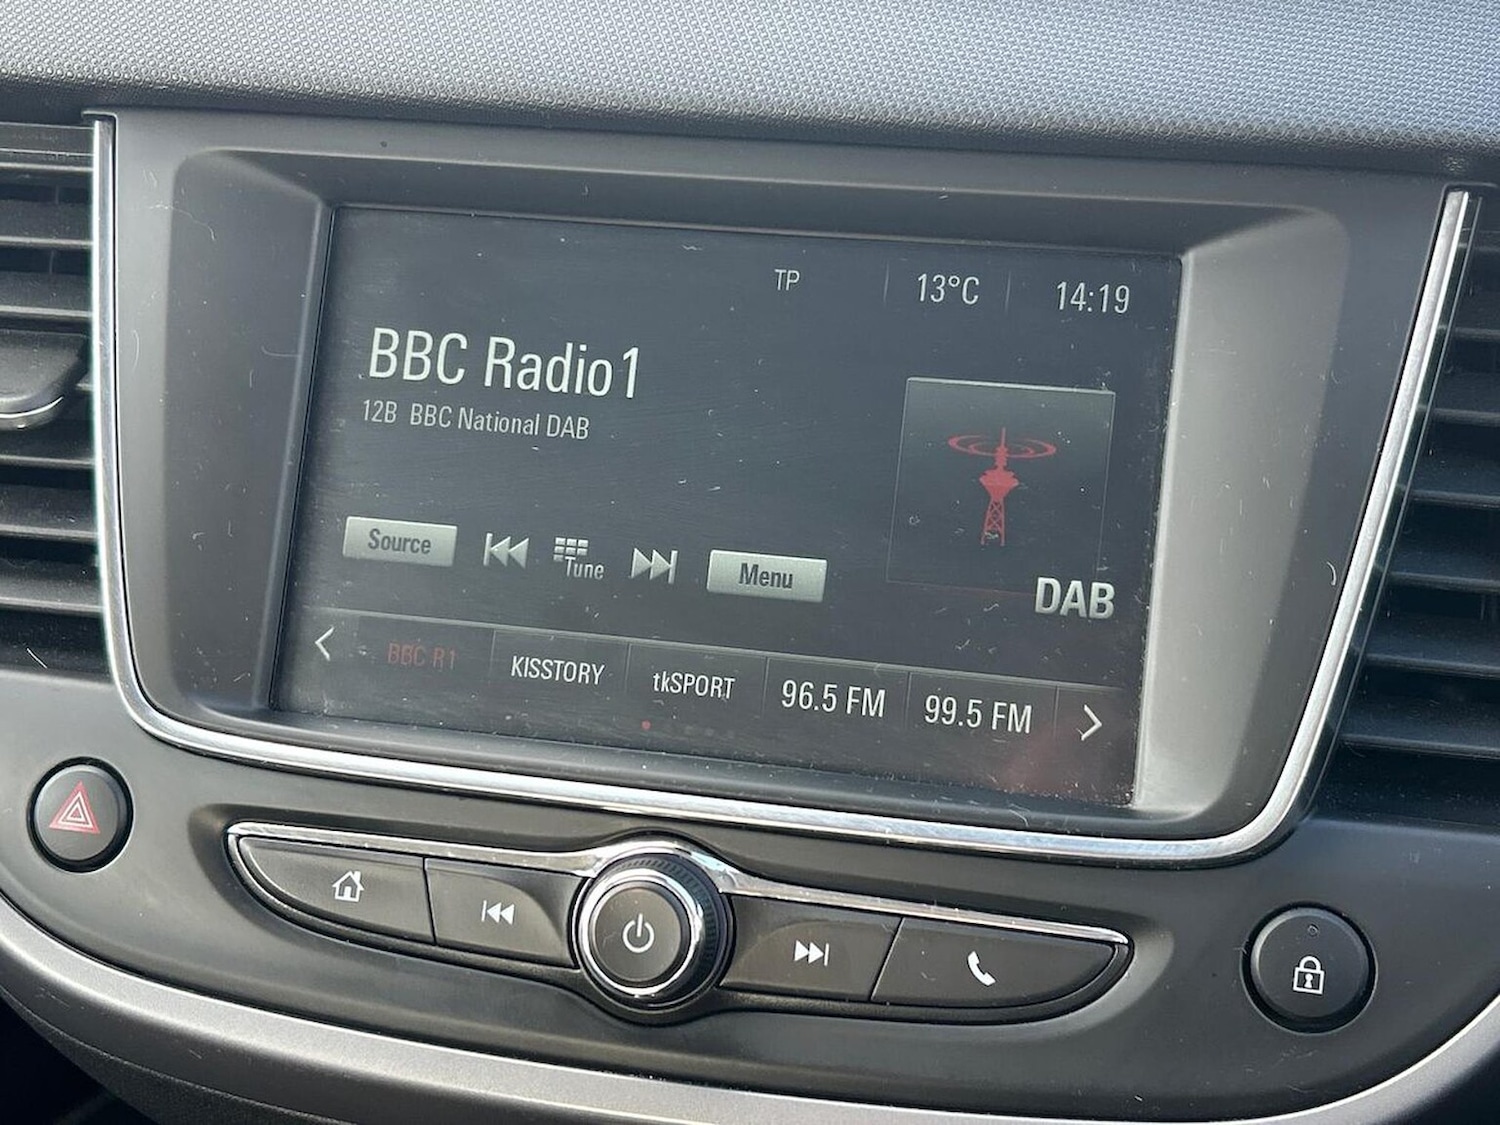 TP 13°C 14:19
BBC Radio1
12B BBC National DAB
Source Tune Menu
DAB
BBC R1 KISSTORY tkSPORT 96.5 FM 99.5 FM